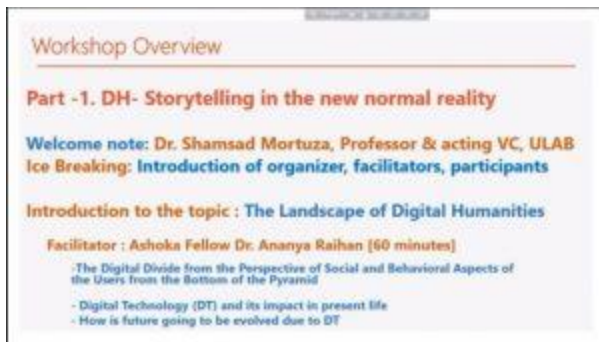 Workshop Overview
Part -1. DH- Storytelling in the new normal reality
Welcome note: Dr. Shamsad Mortuza, Professor & acting VC, ULAB
Ice Breaking: Introduction of organizer, facilitators, participants
Introduction to the topic : The Landscape of Digital Humanities
Facilitator : Ashoka Fellow Dr. Ananya Raihan [60 minutes]
-The Digital Divide from the Perspective of Social and Behavioral Aspects of
the Users from the Bottom of the Pyramid
- Digital Technology (DT) and its impact in present life
- How is future going to be evolved due to DT